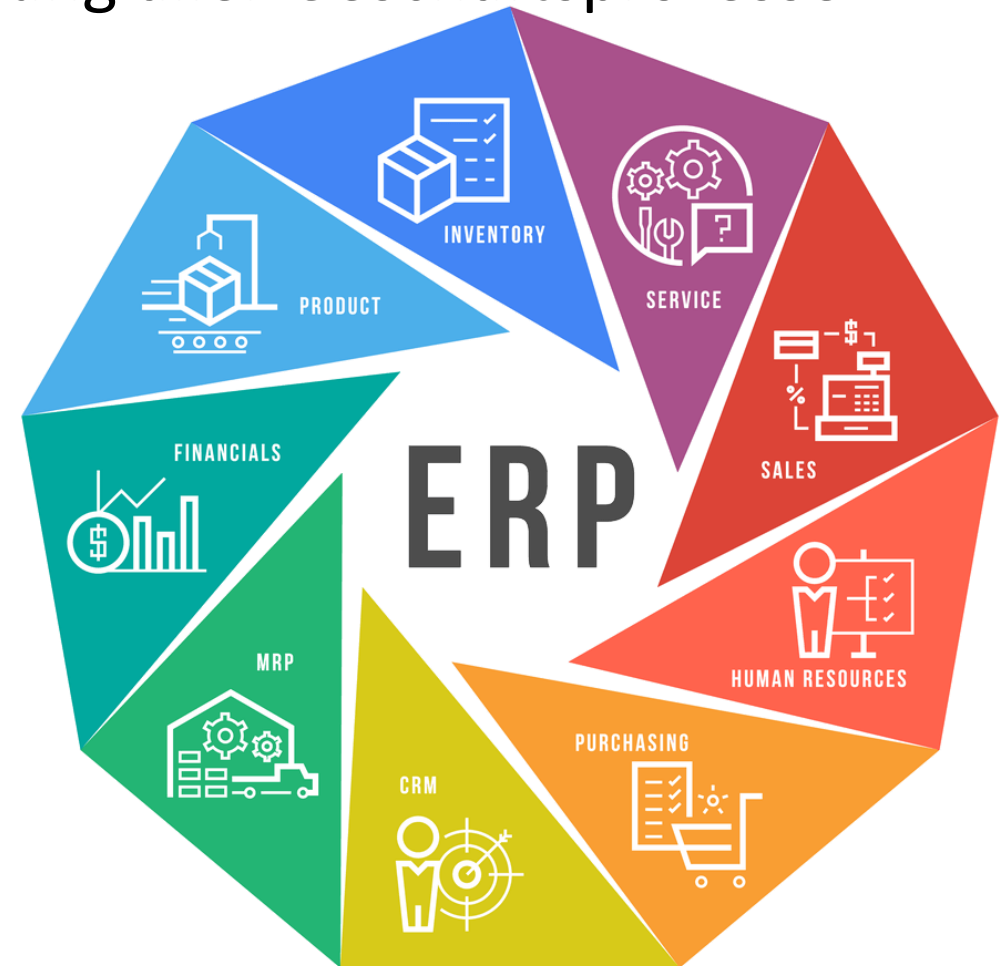 INVENTORY
SERVICE
PRODUCT
SALES
FINANCIALS
ERP
HUMAN RESOURCES
MRP
PURCHASING
CRM